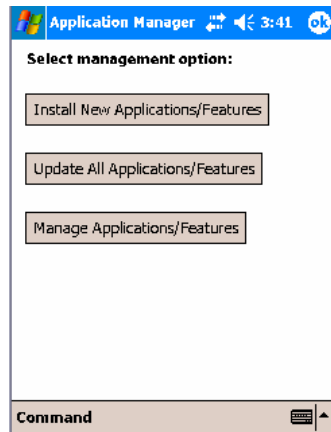 Application Manager 3:41 ok
Select management option:
Install New Applications/Features
Update All Applications/Features
Manage Applications/Features
Command